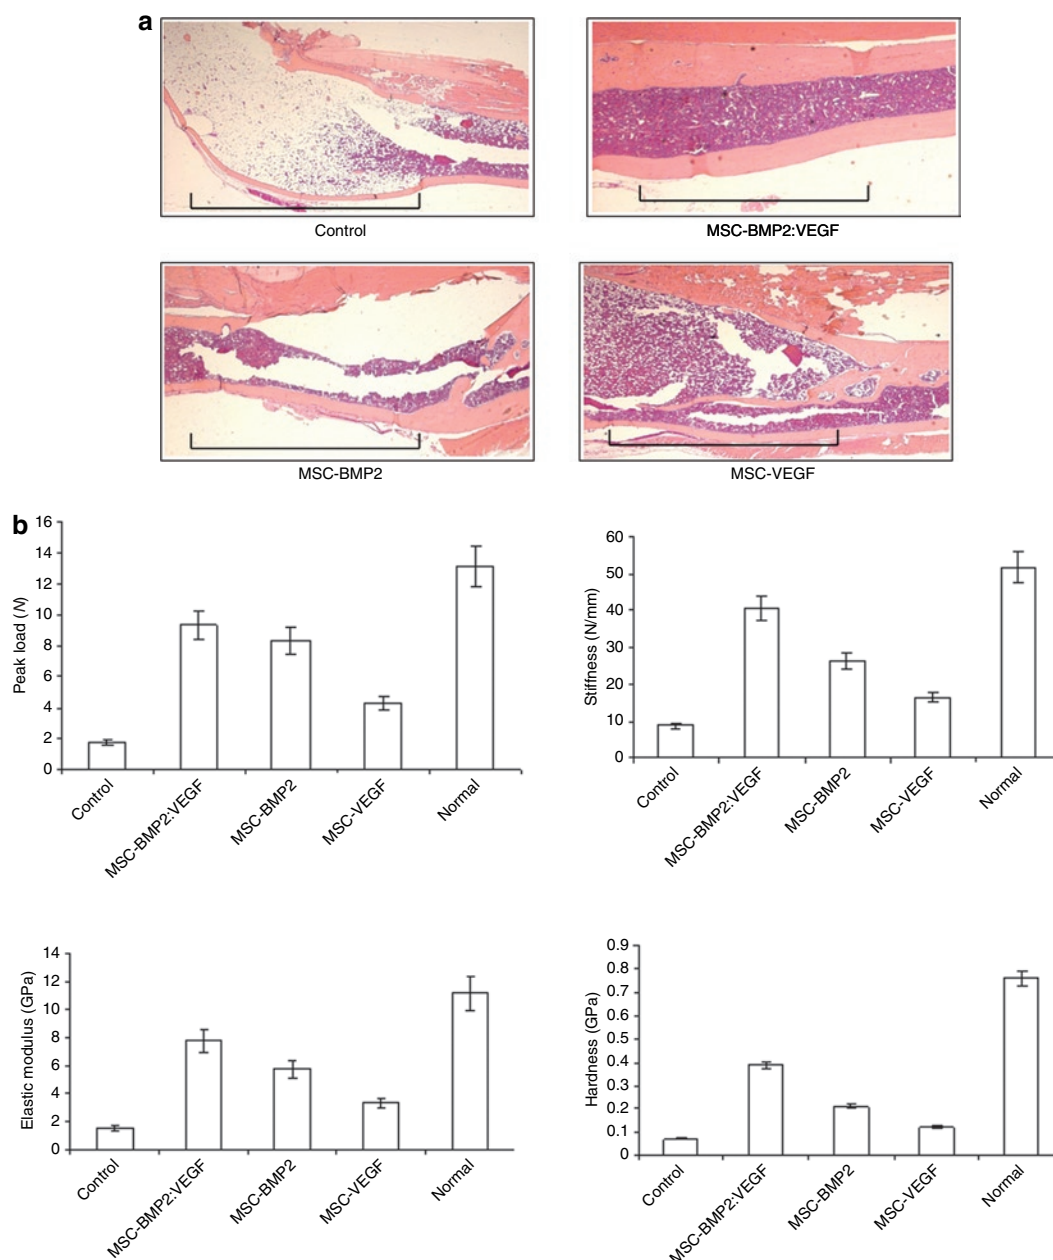 a
Control
MSC-BMP2:VEGF
MSC-BMP2
MSC-VEGF
b
Peak load (N)
16
14
12
10
8
6
4
2
0
Control
MSC-BMP2:VEGF
MSC-BMP2
MSC-VEGF
Normal
Stiffness (N/mm)
60
50
40
30
20
10
0
Control
MSC-BMP2:VEGF
MSC-BMP2
MSC-VEGF
Normal
Elastic modulus (GPa)
14
12
10
8
6
4
2
0
Control
MSC-BMP2:VEGF
MSC-BMP2
MSC-VEGF
Normal
Hardness (GPa)
0.9
0.8
0.7
0.6
0.5
0.4
0.3
0.2
0.1
0
Control
MSC-BMP2:VEGF
MSC-BMP2
MSC-VEGF
Normal